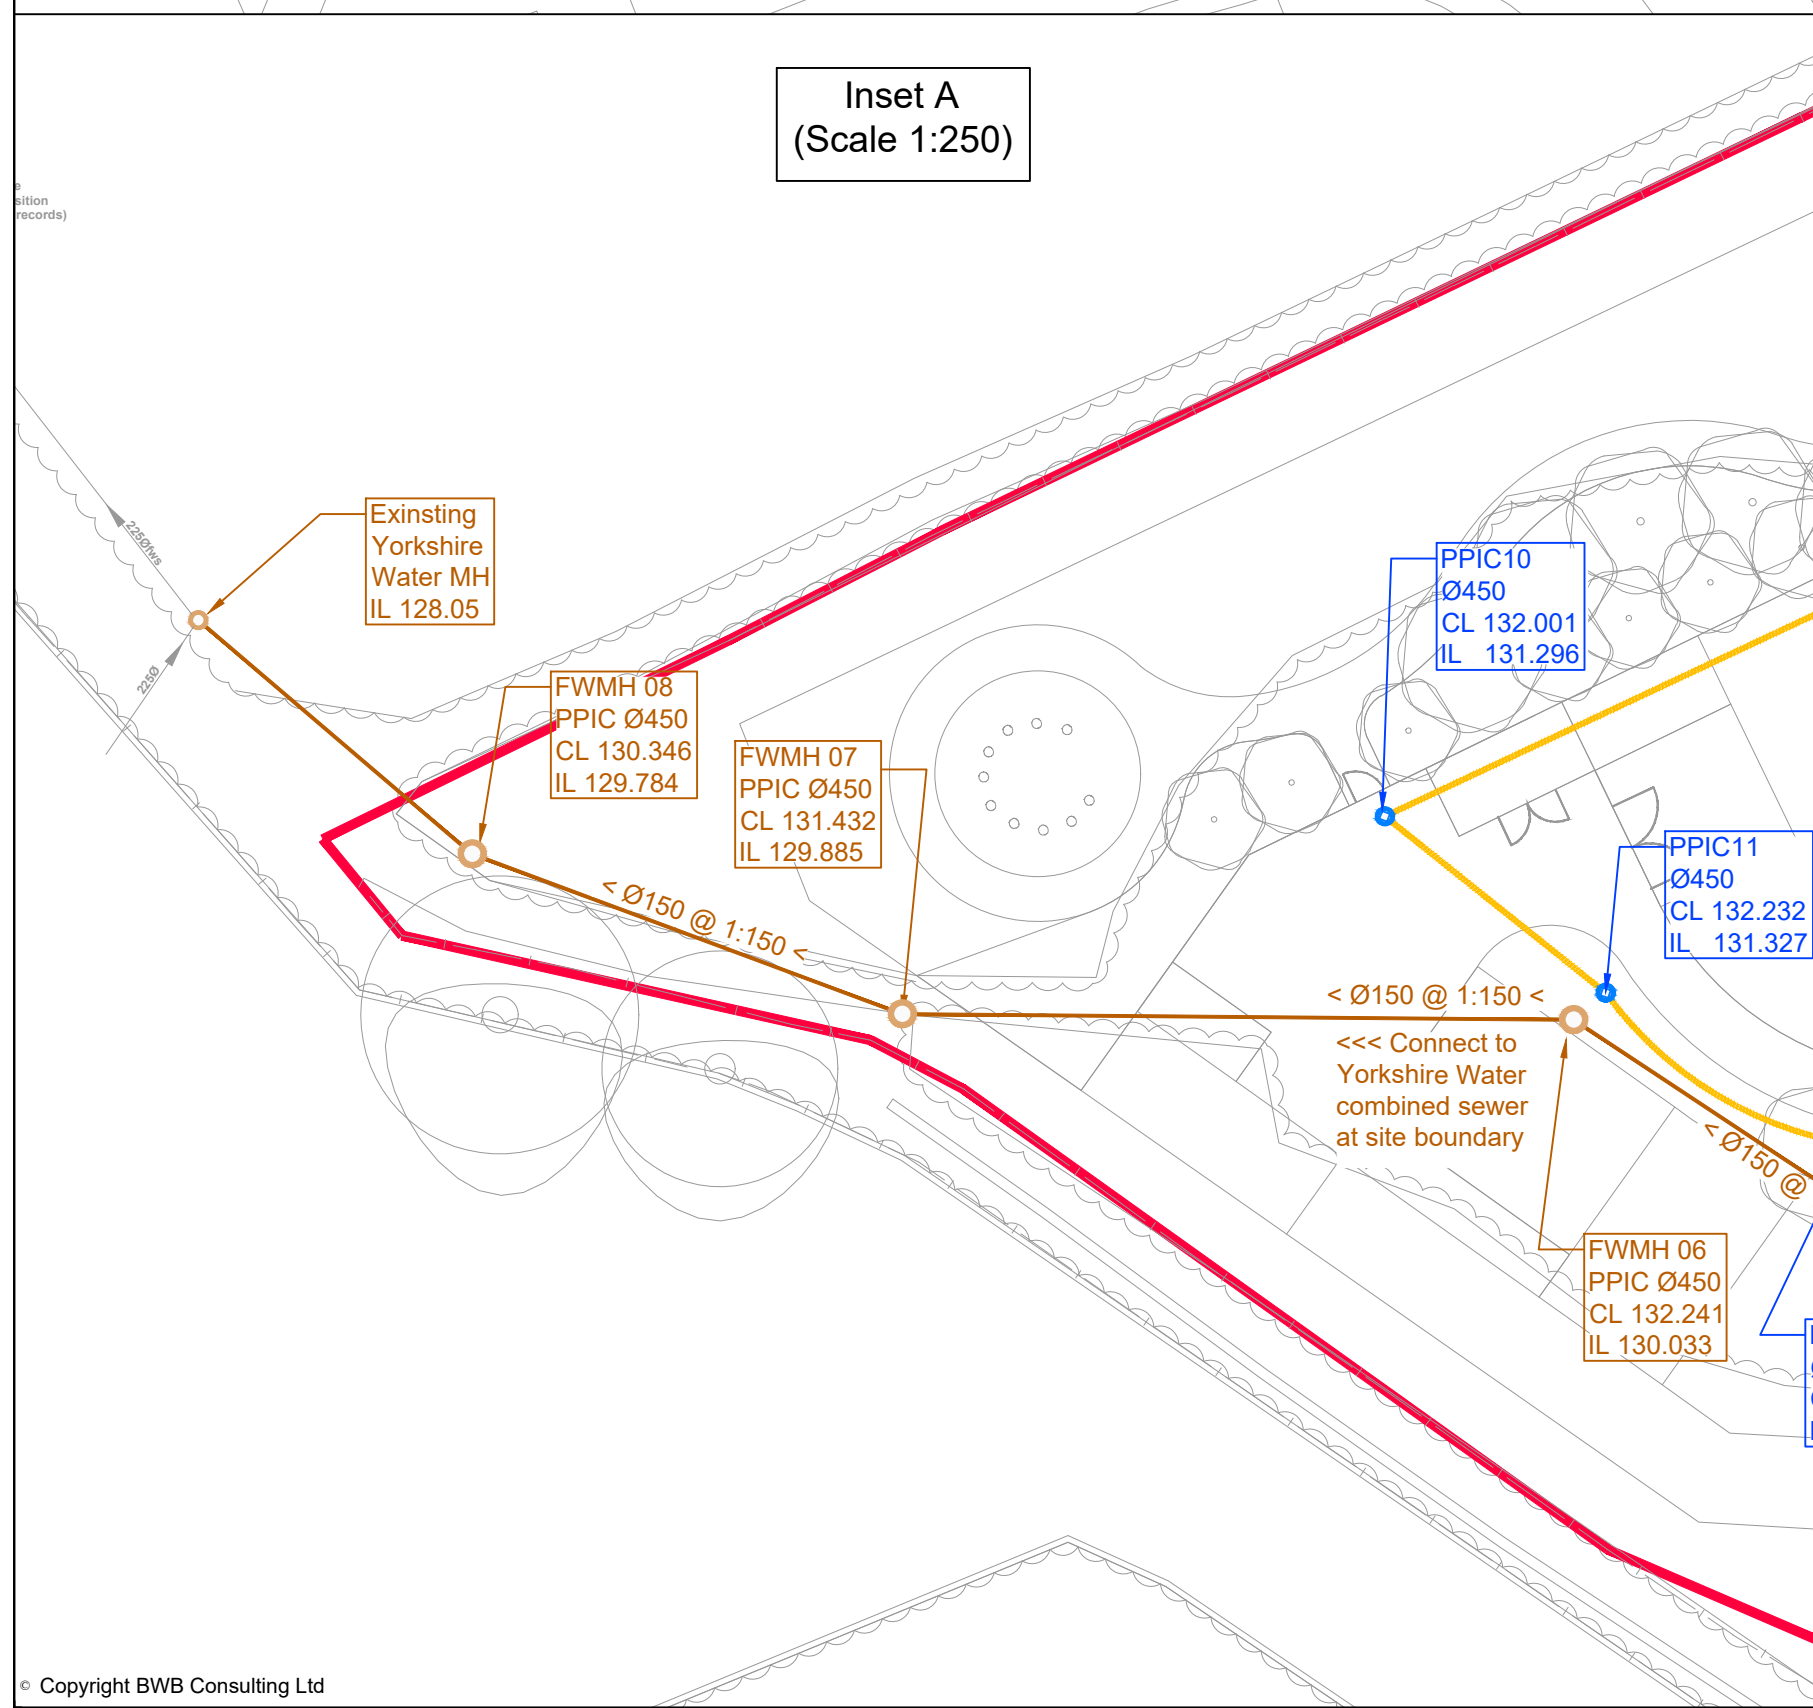 Inset A
(Scale 1:250)
sition
records)
225Øfws
225Ø
Exinsting
Yorkshire
Water MH
IL 128.05
FWMH 08
PPIC Ø450
CL 130.346
IL 129.784
FWMH 07
PPIC Ø450
CL 131.432
IL 129.885
< Ø150 @ 1:150 <
PPIC10
Ø450
CL 132.001
IL 131.296
PPIC11
Ø450
CL 132.232
IL 131.327
< Ø150 @ 1:150 <
<<< Connect to
Yorkshire Water
combined sewer
at site boundary
< Ø150 @
FWMH 06
PPIC Ø450
CL 132.241
IL 130.033
© Copyright BWB Consulting Ltd